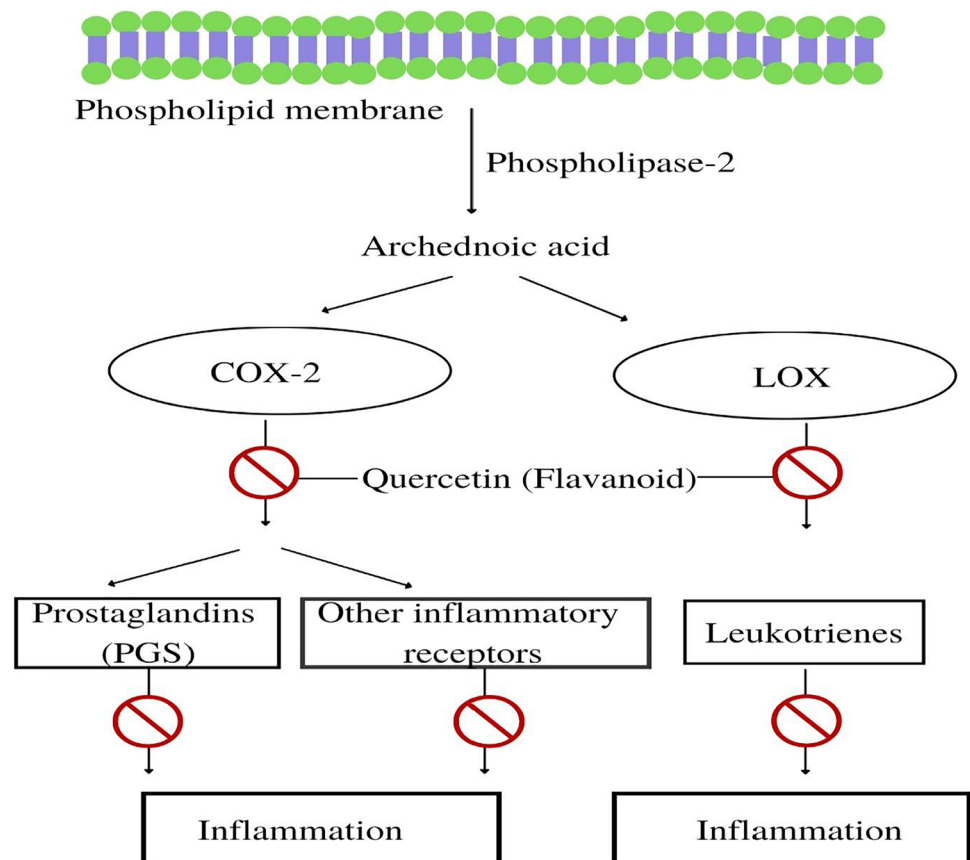 Phospholipid membrane
Phospholipase-2
Archednoic acid
COX-2
LOX
Quercetin (Flavanoid)
Prostaglandins
(PGS)
Other inflammatory
receptors
Leukotrienes
Inflammation
Inflammation